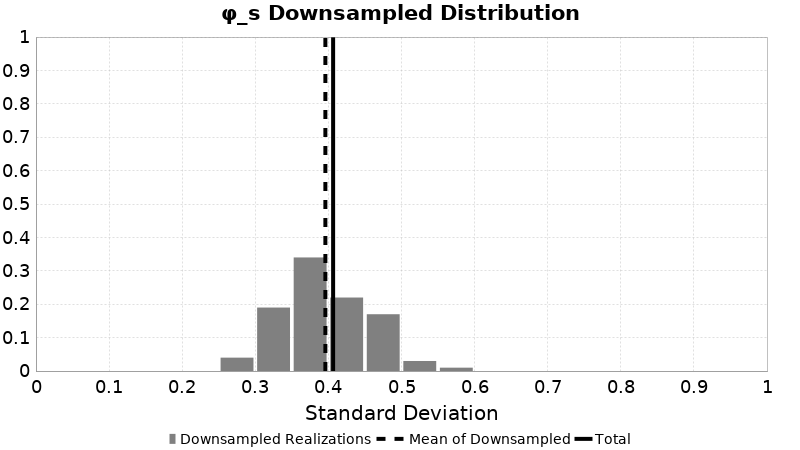 φ_s Downsampled Distribution
1
0.9
0.8
0.7
0.6
0.5
0.4
0.3
0.2
0.1
0
0 0.1 0.2 0.3 0.4 0.5 0.6 0.7 0.8 0.9 1
Standard Deviation
Downsampled Realizations Mean of Downsampled Total